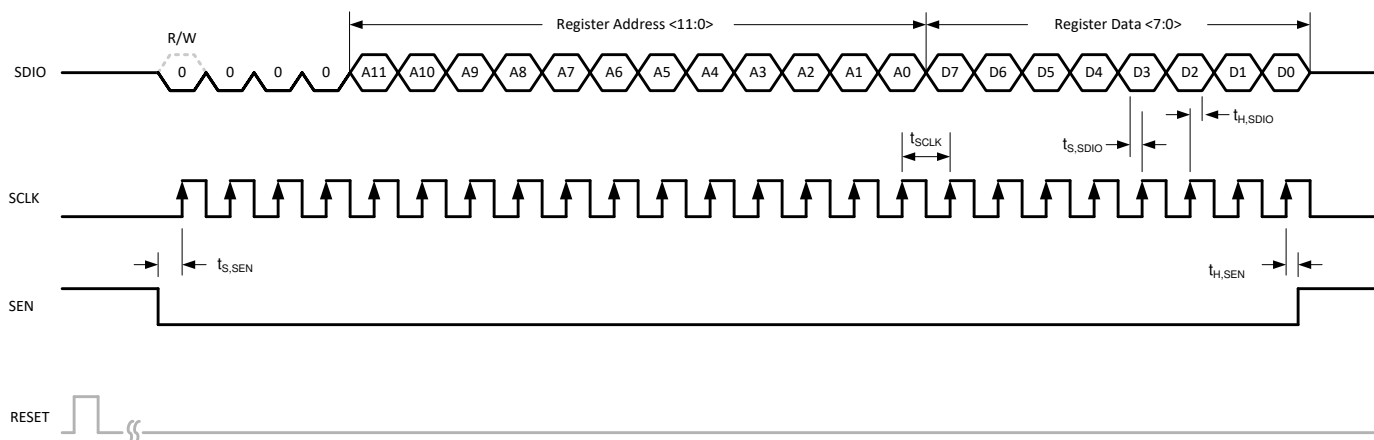 Register Address <11:0>
Register Data <7:0>
R/W
SDIO
0 0 0 0 A11 A10 A9 A8 A7 A6 A5 A4 A3 A2 A1 A0 D7 D6 D5 D4 D3 D2 D1 D0
tH,SDIO
tSCLK
tS,SDIO
SCLK
tS,SEN
tH,SEN
SEN
RESET